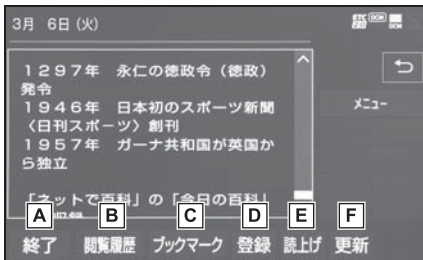 3月 6日(火)
ETC DCM
DCM
1297年 永仁の徳政令(徳政)
発令
メニュー
1946年 日本初のスポーツ新聞
〈日刊スポーツ〉創刊
1957年 ガーナ共和国が英国か
ら独立
「ネットで百科」の「今日の百科」
A B C D E F
終了 閲覧履歴 ブックマーク 登録 読上げ 更新